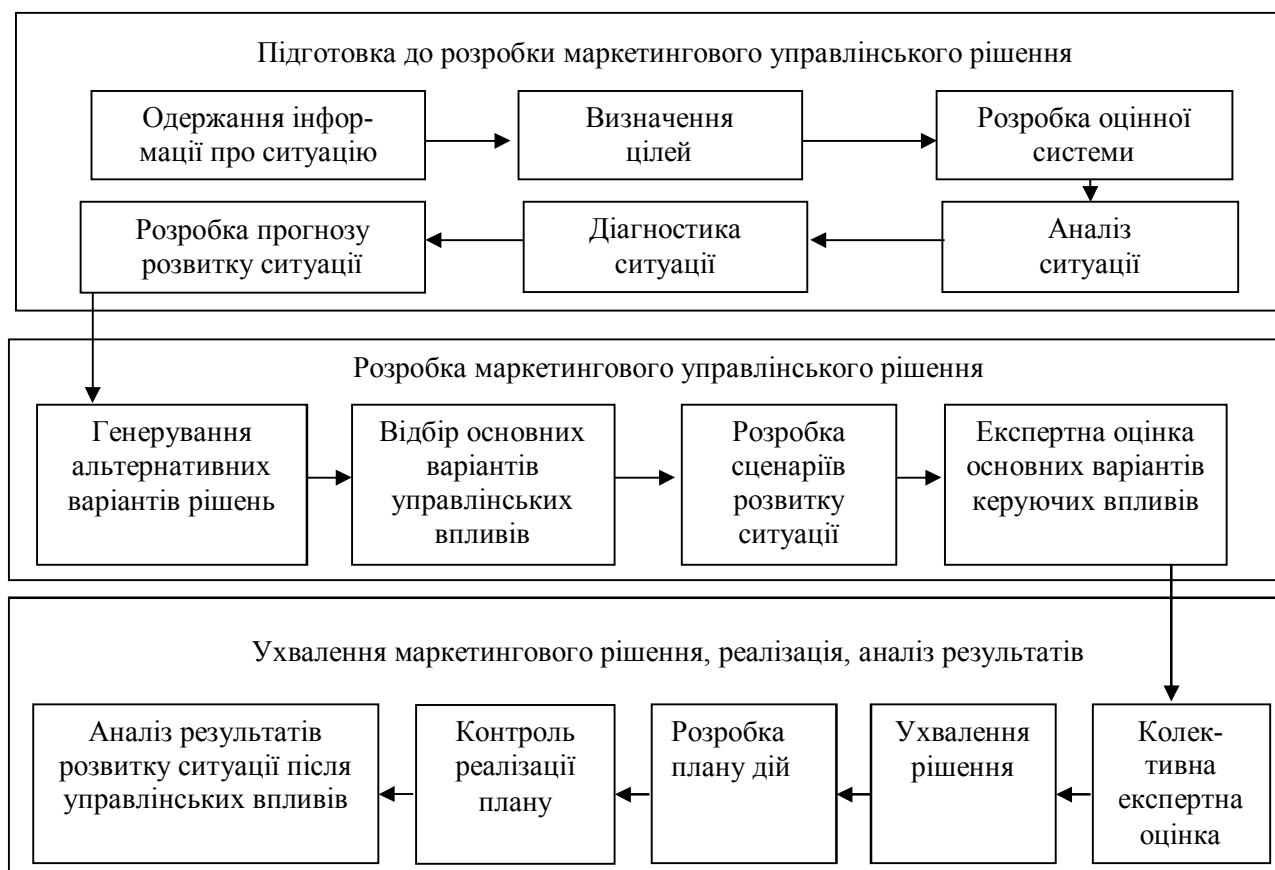 Підготовка до розробки маркетингового управлінського рішення
Одержання інфор-
мації про ситуацію
Визначення
цілей
Розробка оцінної
системи
Розробка прогнозу
розвитку ситуації
Діагностика
ситуації
Аналіз
ситуації
Розробка маркетингового управлінського рішення
Генерування
альтернативних
варіантів рішень
Відбір основних
варіантів
управлінських
впливів
Розробка
сценаріїв
розвитку
ситуації
Експертна оцінка
основних варіантів
керуючих впливів
Ухвалення маркетингового рішення, реалізація, аналіз результатів
Аналіз результатів
розвитку ситуації після
управлінських впливів
Контроль
реалізації
плану
Розробка
плану дій
Ухвалення
рішення
Колек-
тивна
експертна
оцінка